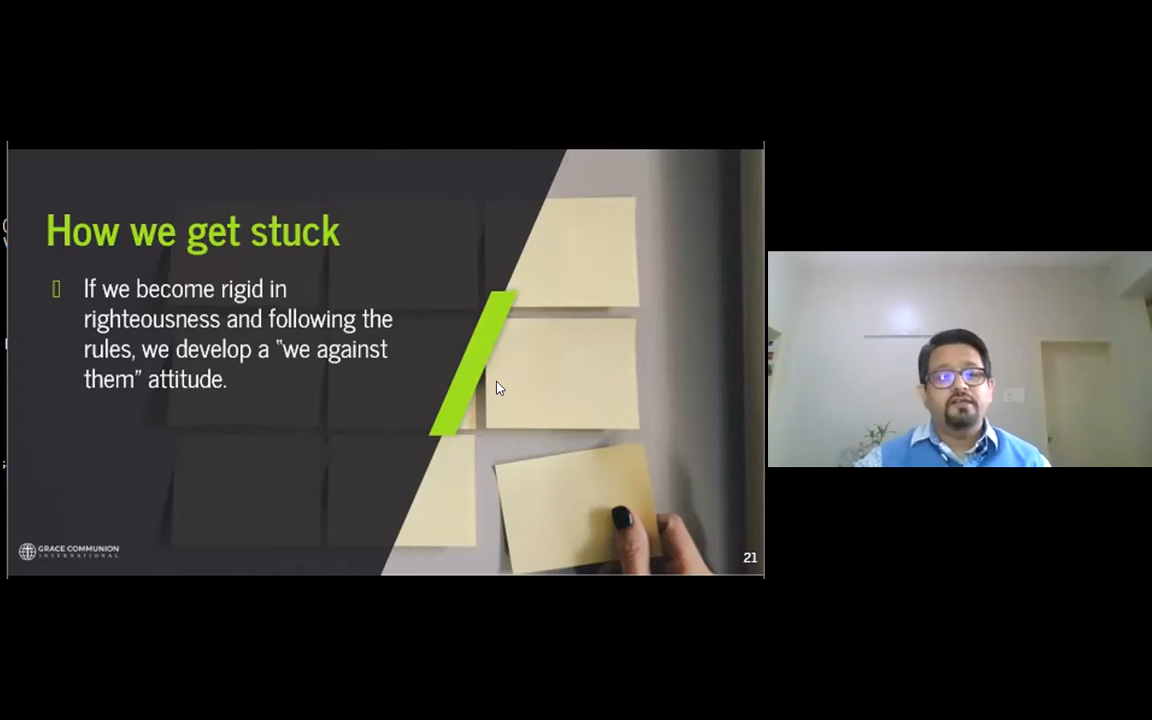 How we get stuck
If we become rigid in
righteousness and following the
rules, we develop a "we against
them" attitude.
GRACE COMMUNION
INTERNATIONAL
21